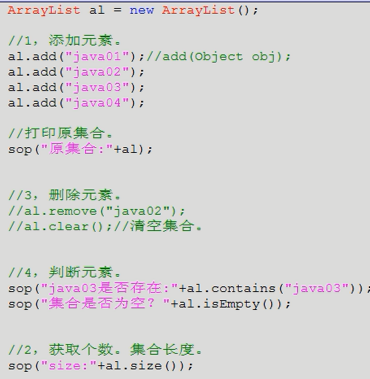 ArrayList al = new ArrayList();
//1，添加元素。
al.add("java01");//add(Object obj);
al.add("java02");
al.add("java03");
al.add("java04");
//打印原集合。
sop("原集合:"+al);
//3，删除元素。
//al.remove("java02");
//al.clear();//清空集合。
//4，判断元素。
sop("java03是否存在:"+al.contains("java03"));
sop("集合是否为空？"+al.isEmpty());
//2，获取个数。集合长度。
sop("size:"+al.size());